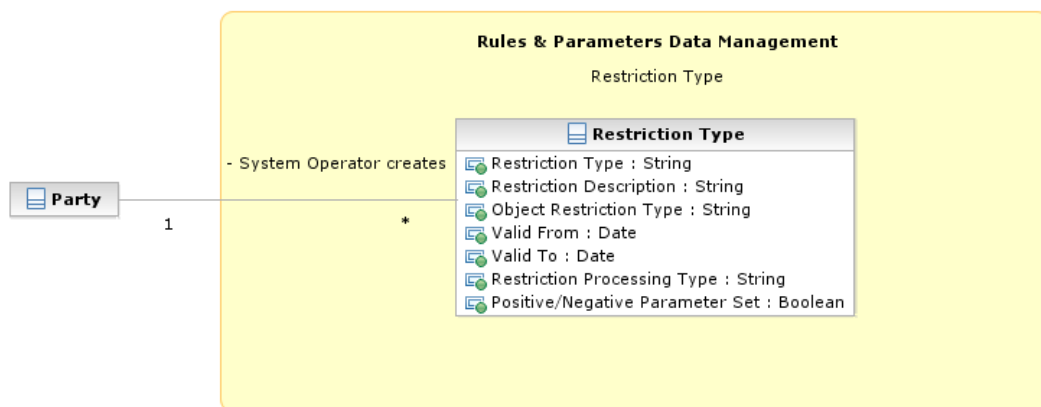 Rules & Parameters Data Management
Restriction Type
Restriction Type
- System Operator creates
Restriction Type : String
Restriction Description : String
Party
Object Restriction Type : String
1
*
Valid From : Date
Valid To : Date
Restriction Processing Type : String
Positive/Negative Parameter Set : Boolean